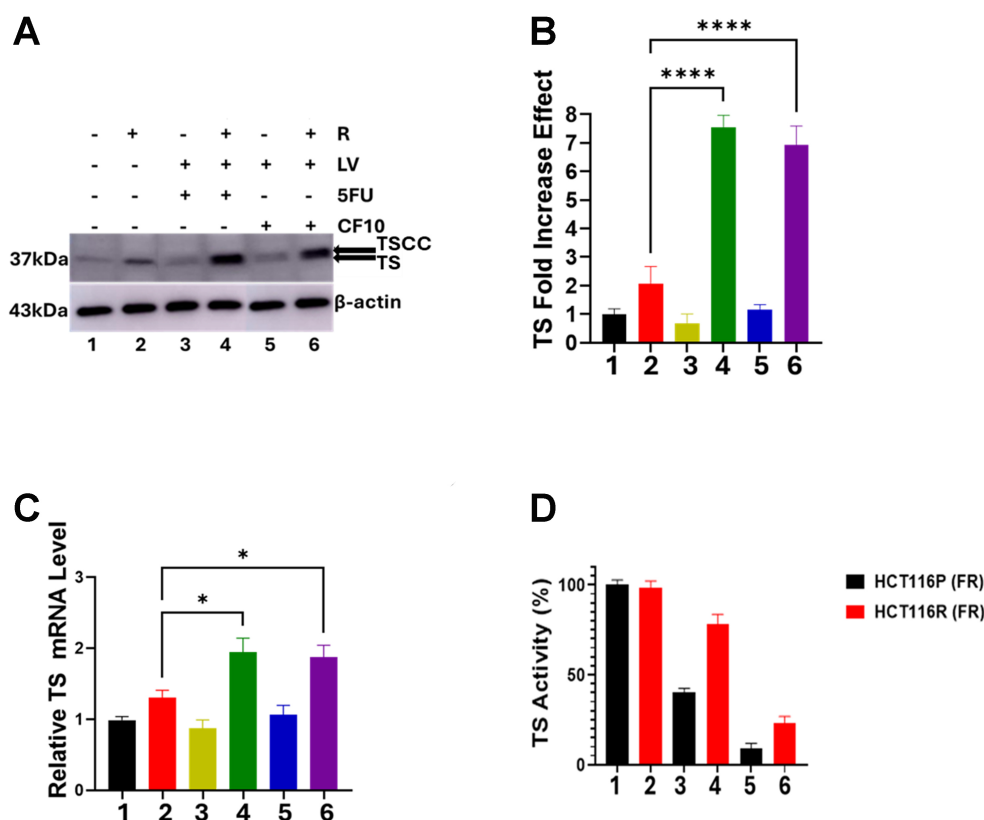 A
- + - + - + R
- - + + + + LV
- - + + - - 5FU
- - - - + + CF10
37kDa TSCC
TS
43kDa β-actin
1 2 3 4 5 6
B
TS Fold Increase Effect
****
****
8
7
6
5
4
3
2
1
0
1 2 3 4 5 6
C
Relative TS mRNA Level
*
*
3
2
1
0
1 2 3 4 5 6
D
TS Activity (%)
100
50
0
1 2 3 4 5 6
HCT116P (FR)
HCT116R (FR)